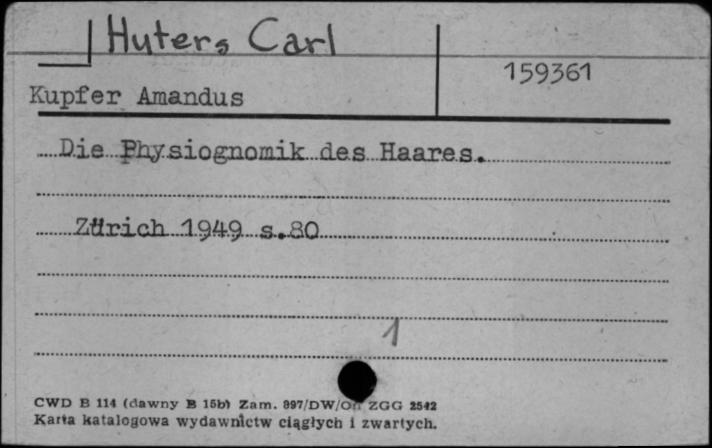 Huters Carl
159361
Kupfer Amandus
Die Physiognomik des Haares.
Zürich 1949 s.80
1
CWD B 114 (dawny B 15b) Zam. 897/DW/On ZGG 2542
Karta katalogowa wydawnictw ciągłych i zwartych.